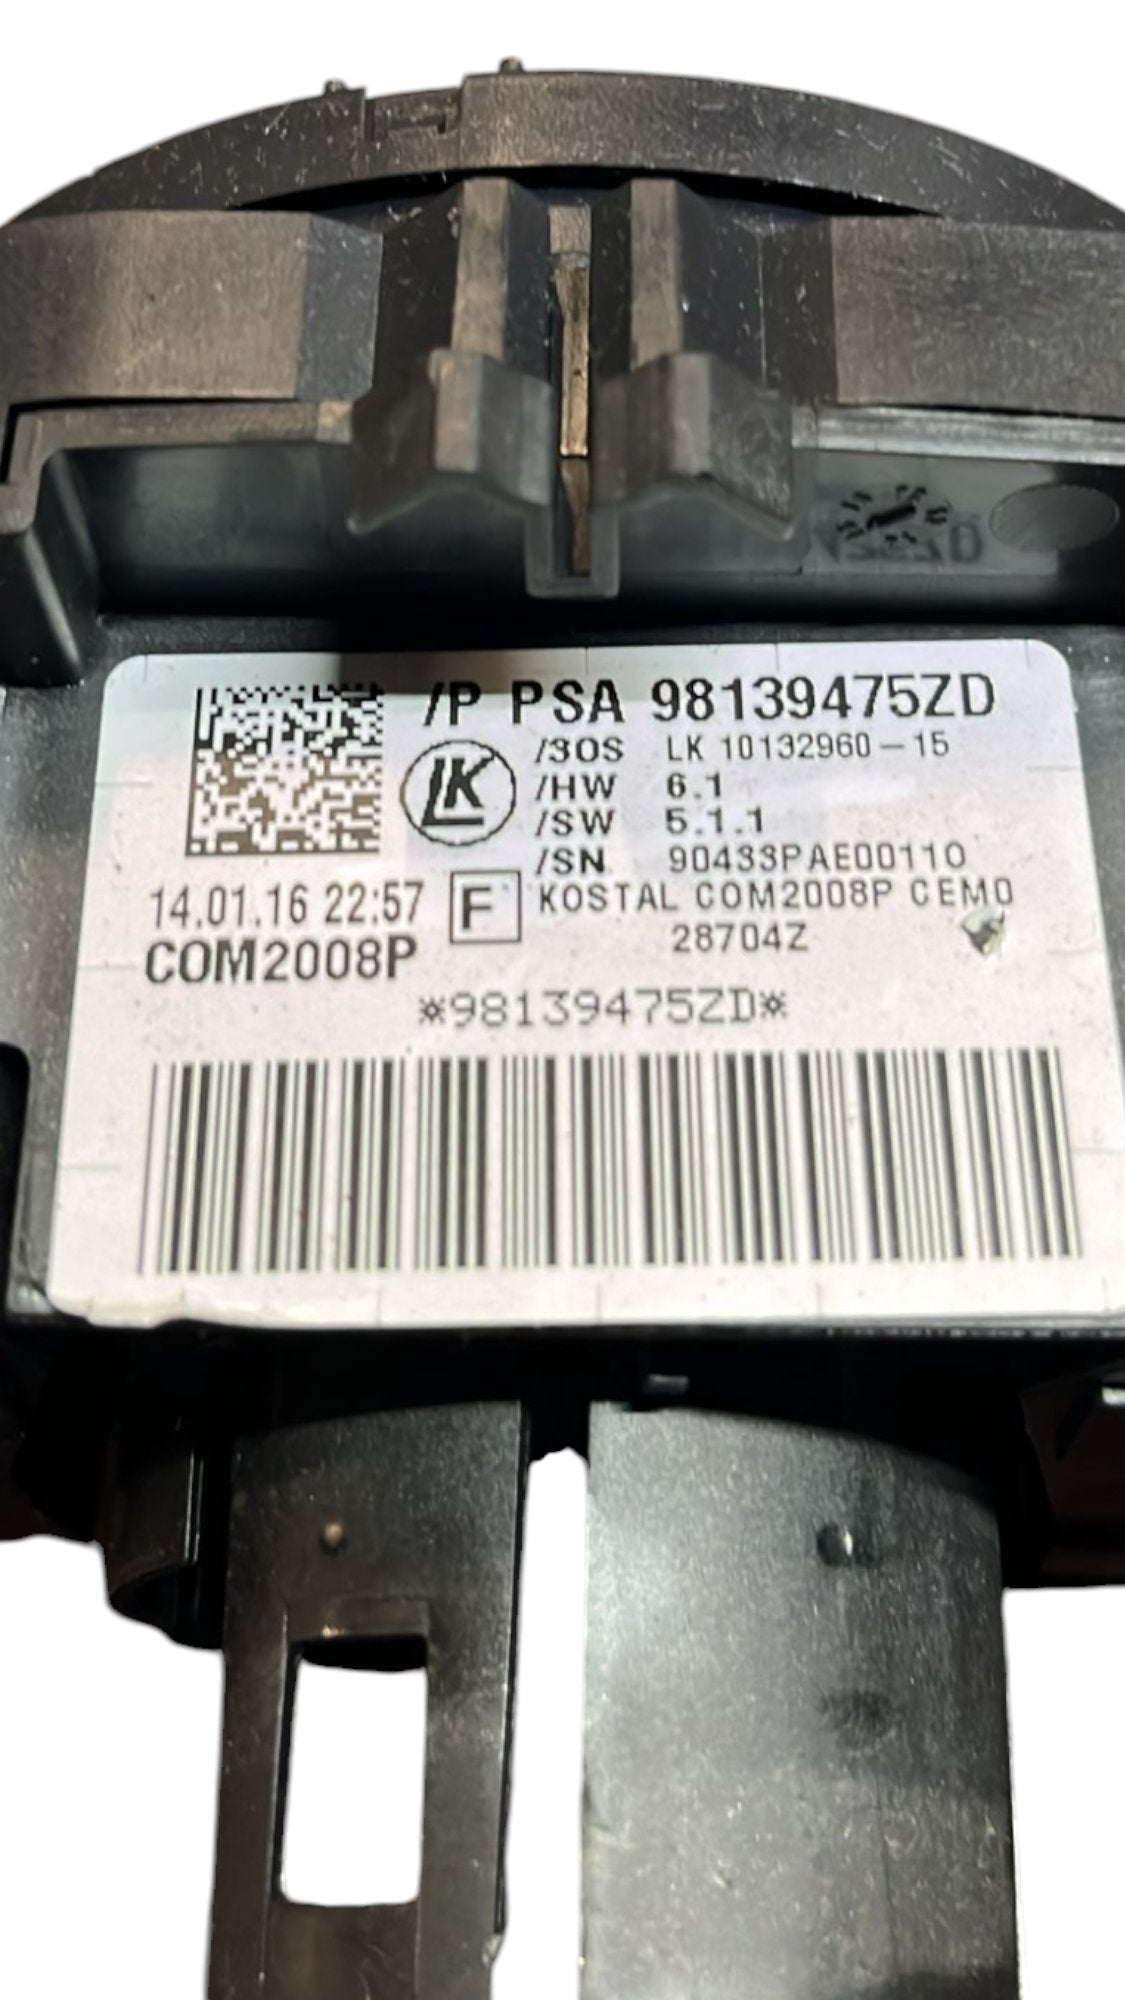 /P PSA 98139475ZD
/3OS LK 10132960-15
LK
/HW 6.1
/SW 5.1.1
/SN 90433PAE00110
14.01.16 22:57 F KOSTAL COM2008P CEM0
COM2008P 28704Z
*98139475ZD*